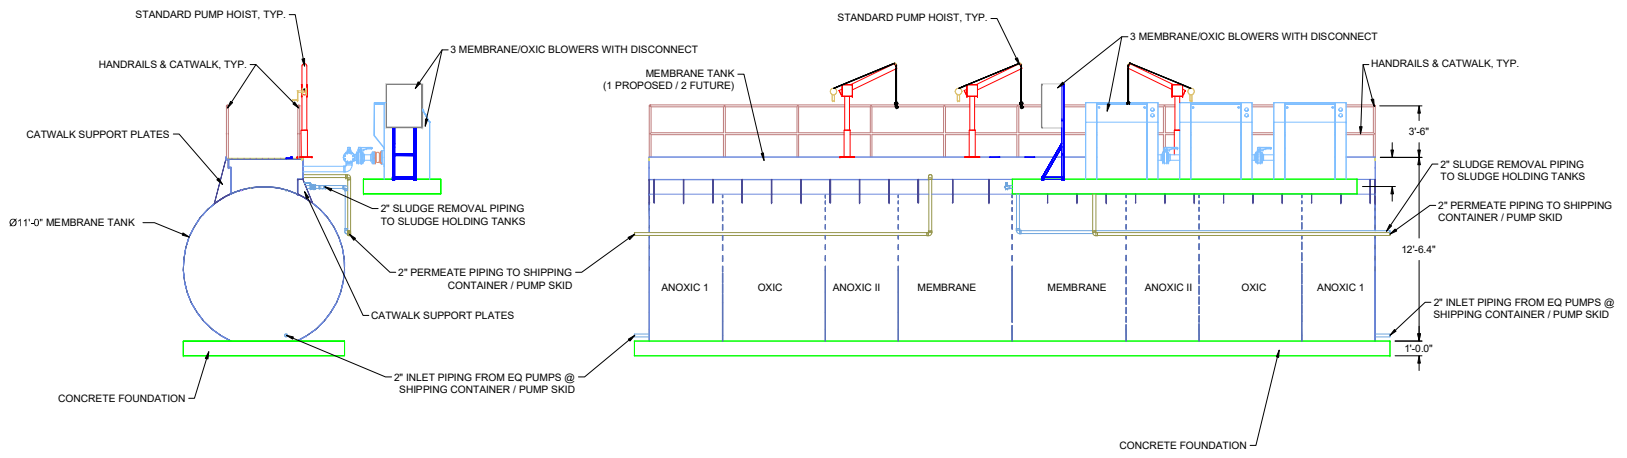 STANDARD PUMP HOIST, TYP.
HANDRAILS & CATWALK, TYP.
3 MEMBRANE/OXIC BLOWERS WITH DISCONNECT
CATWALK SUPPORT PLATES
Ø11'-0" MEMBRANE TANK
2" SLUDGE REMOVAL PIPING
TO SLUDGE HOLDING TANKS
2" PERMEATE PIPING TO SHIPPING
CONTAINER / PUMP SKID
CATWALK SUPPORT PLATES
2" INLET PIPING FROM EQ PUMPS @
SHIPPING CONTAINER / PUMP SKID
CONCRETE FOUNDATION
STANDARD PUMP HOIST, TYP.
3 MEMBRANE/OXIC BLOWERS WITH DISCONNECT
MEMBRANE TANK
(1 PROPOSED / 2 FUTURE)
HANDRAILS & CATWALK, TYP.
3'-6"
2" SLUDGE REMOVAL PIPING
TO SLUDGE HOLDING TANKS
2" PERMEATE PIPING TO SHIPPING
CONTAINER / PUMP SKID
12'-6.4"
ANOXIC 1
OXIC
ANOXIC II
MEMBRANE
MEMBRANE
ANOXIC II
OXIC
ANOXIC 1
2" INLET PIPING FROM EQ PUMPS @
SHIPPING CONTAINER / PUMP SKID
1'-0.0"
CONCRETE FOUNDATION